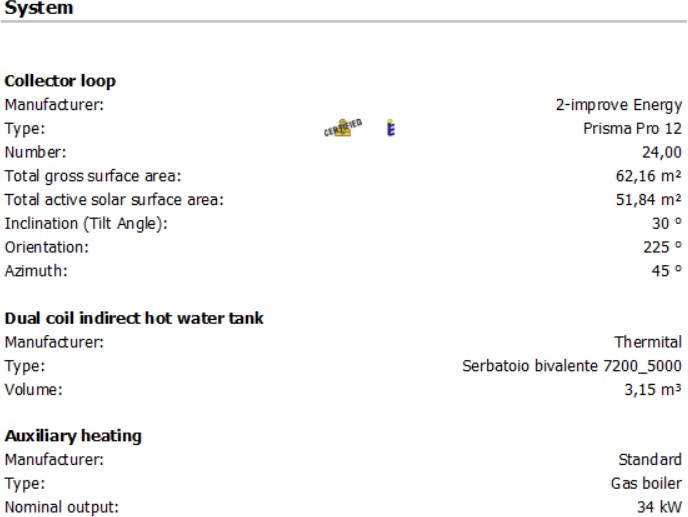 System
Collector loop
Manufacturer: 2-improve Energy
Type: CERTIFIED E Prisma Pro 12
Number: 24,00
Total gross surface area: 62,16 m²
Total active solar surface area: 51,84 m²
Inclination (Tilt Angle): 30 º
Orientation: 225 º
Azimuth: 45 º
Dual coil indirect hot water tank
Manufacturer: Thermital
Type: Serbatoio bivalente 7200_5000
Volume: 3,15 m³
Auxiliary heating
Manufacturer: Standard
Type: Gas boiler
Nominal output: 34 kW